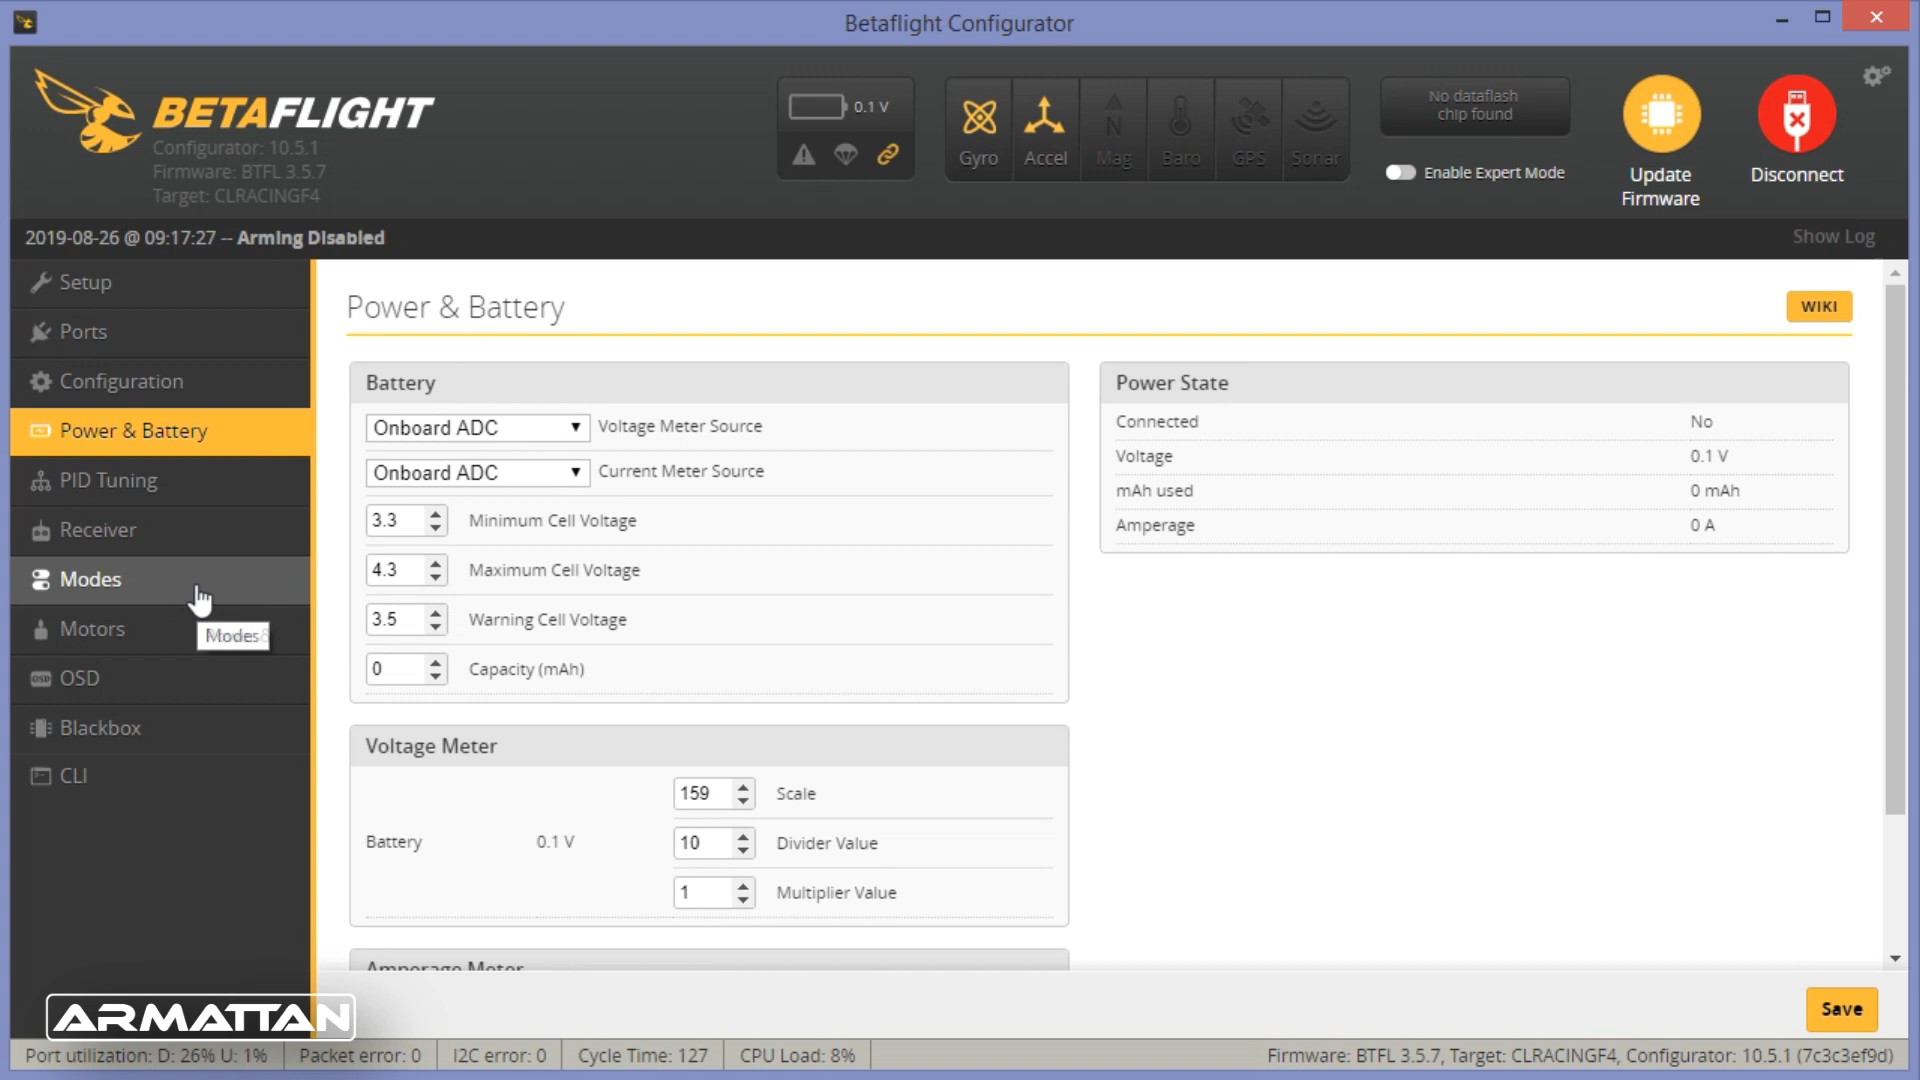 Betaflight Configurator
BETAFLIGHT
Configurator: 10.5.1
Firmware: BTFL 3.5.7
Target: CLRACINGF4
0.1 V
Gyro
Accel
Mag
Baro
GPS
Sonar
No dataflash
chip found
Enable Expert Mode
Update
Firmware
Disconnect
2019-08-26 @ 09:17:27 -- Arming Disabled
Show Log
Setup
Ports
Configuration
Power & Battery
PID Tuning
Receiver
Modes
Modes
Motors
OSD
Blackbox
CLI
Power & Battery
WIKI
Battery
Onboard ADC Voltage Meter Source
Onboard ADC Current Meter Source
3.3 Minimum Cell Voltage
4.3 Maximum Cell Voltage
3.5 Warning Cell Voltage
0 Capacity (mAh)
Power State
Connected No
Voltage 0.1 V
mAh used 0 mAh
Amperage 0 A
Voltage Meter
159 Scale
Battery 0.1 V 10 Divider Value
1 Multiplier Value
Amperage Meter
Save
ARMATTAN
Port utilization: D: 26% U: 1% Packet error: 0 I2C error: 0 Cycle Time: 127 CPU Load: 8% Firmware: BTFL 3.5.7, Target: CLRACINGF4, Configurator: 10.5.1 (7c3c3ef9d)